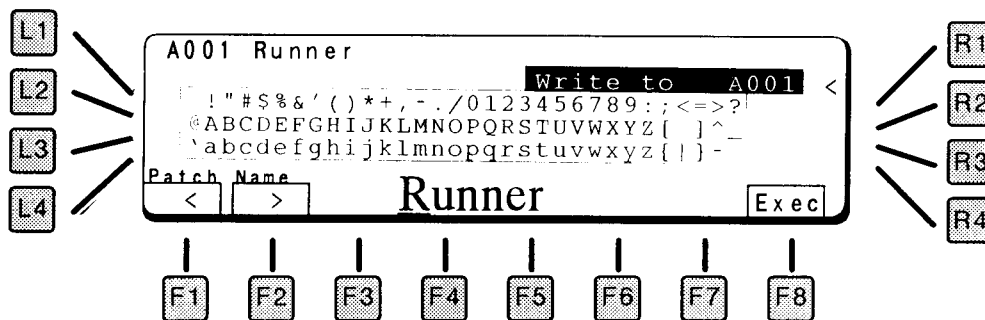 L1
L2
L3
L4
A001 Runner
Write to A001 <
!"#$%&'()*+,-./0123456789:;<=>?
@ABCDEFGHIJKLMNOPQRSTUVWXYZ[ ]^_
`abcdefghijklmnopqrstuvwxyz{|}-
Patch Name
< > Runner Exec
R1
R2
R3
R4
F1 F2 F3 F4 F5 F6 F7 F8